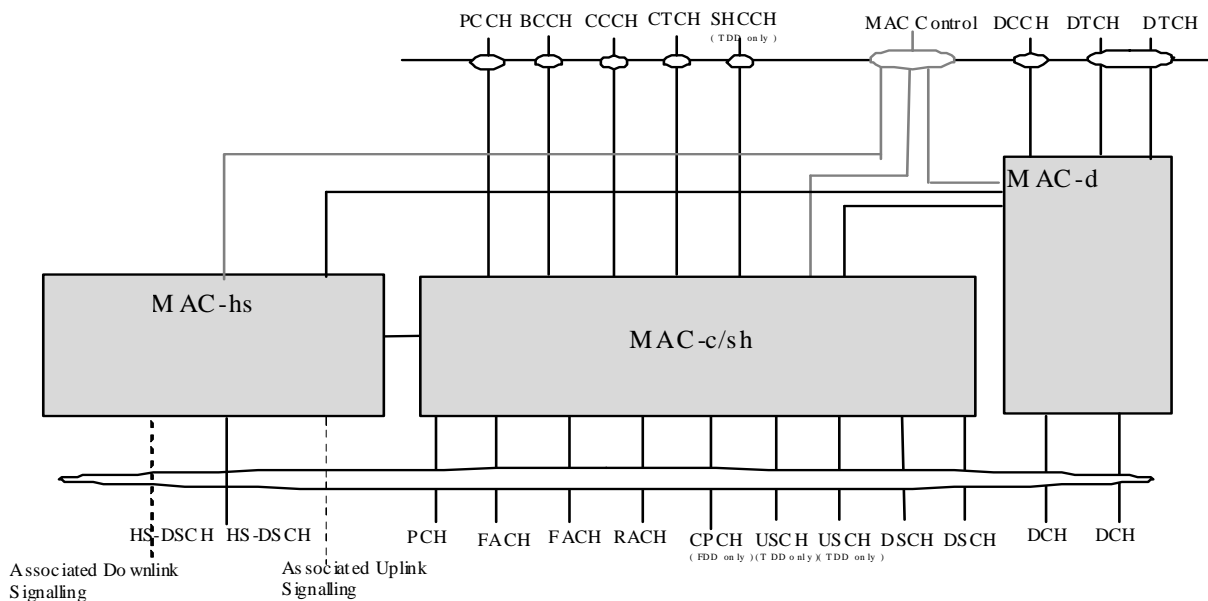 PCCH BCCH CCCH CTCH SHCCH MAC Control DCCH DTCH DTCH
( TDD only )
MAC-d
MAC-hs
MAC-c/sh
HS-DSCH HS-DSCH PCH FACH FACH RACH CPCH USCH USCH DSCH DSCH DCH DCH
( FDD only ) ( TDD only ) ( TDD only )
Associated Downlink
Signalling
Associated Uplink
Signalling